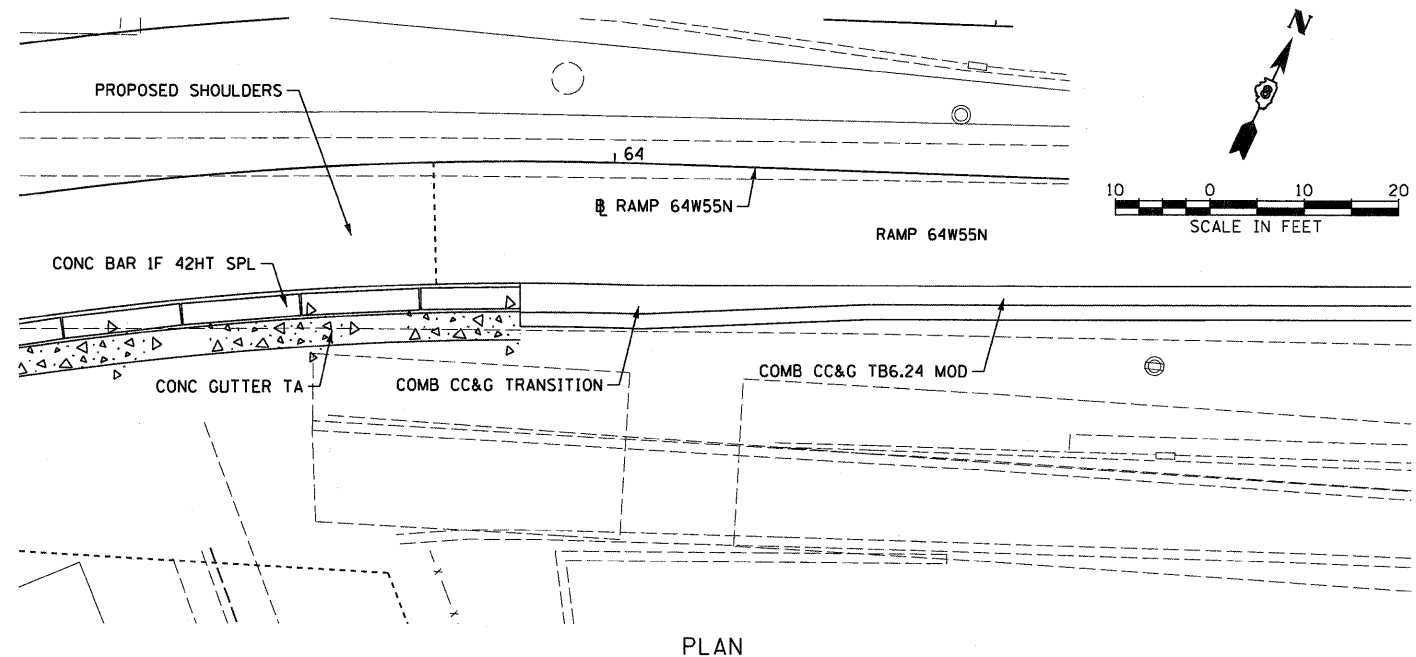 N
8
PROPOSED SHOULDERS
64
10 0 10 20
SCALE IN FEET
℄ RAMP 64W55N
RAMP 64W55N
CONC BAR 1F 42HT SPL
CONC GUTTER TA
COMB CC&G TRANSITION
COMB CC&G TB6.24 MOD
x
x
PLAN